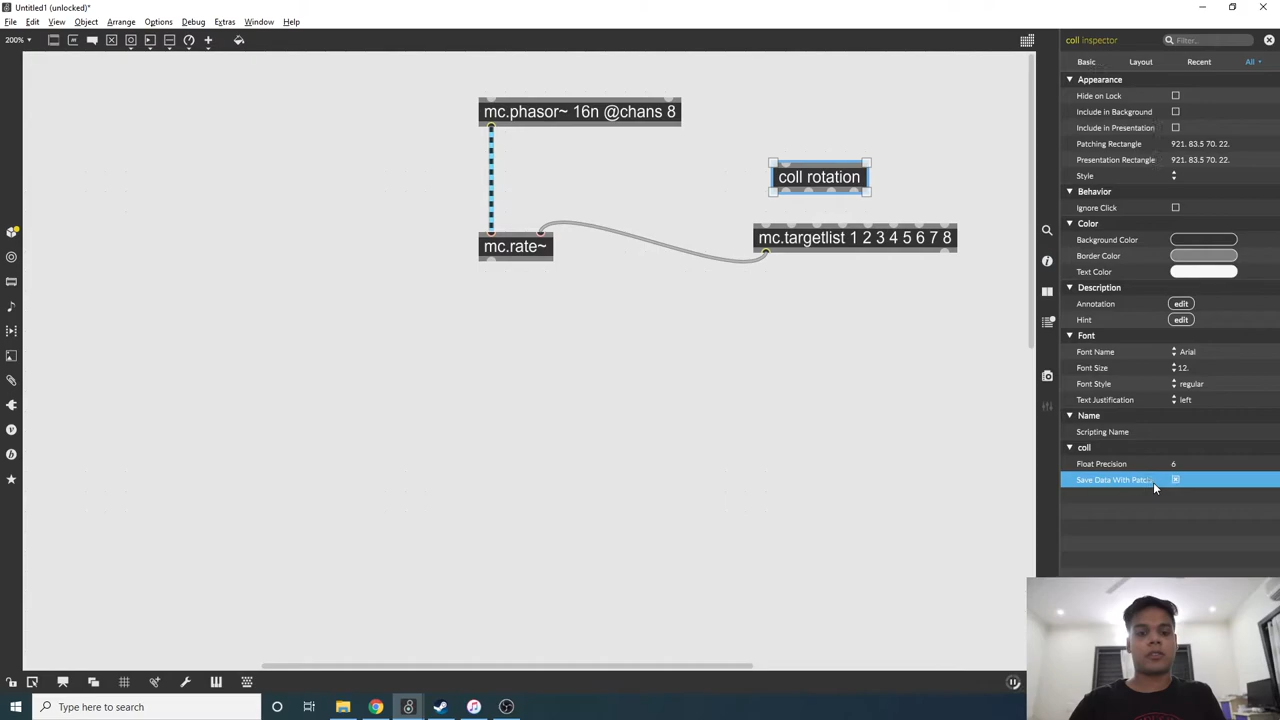 Untitled1 (unlocked)*
File Edit View Object Arrange Options Debug Extras Window Help
200%
mc.phasor~ 16n @chans 8
coll rotation
mc.targetlist 1 2 3 4 5 6 7 8
mc.rate~
coll inspector
Filter...
Basic Layout Recent All
Appearance
Hide on Lock
Include in Background
Include in Presentation
Patching Rectangle 921. 83.5 70. 22.
Presentation Rectangle 921. 83.5 70. 22.
Style
Behavior
Ignore Click
Color
Background Color
Border Color
Text Color
Description
Annotation edit
Hint edit
Font
Font Name Arial
Font Size 12.
Font Style regular
Text Justification left
Name
Scripting Name
coll
Float Precision 6
Save Data With Patc...
Type here to search